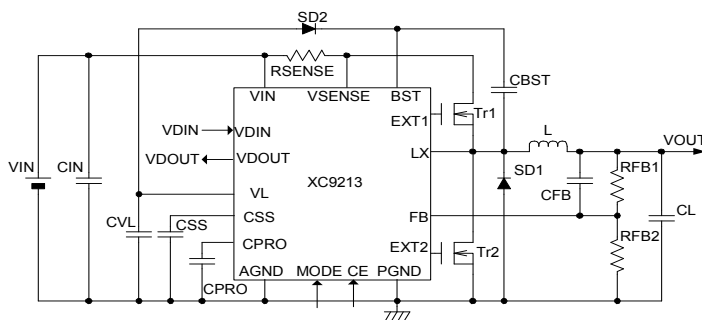 SD2
RSENSE
CBST
VIN VSENSE BST
EXT1 Tr1
VDIN VDIN
L
VOUT
LX
VDOUT VDOUT
VIN CIN
SD1 RFB1
XC9213
CFB
VL
CL
CSS FB
CVL CSS
RFB2
CPRO EXT2 Tr2
AGND MODE CE PGND
CPRO